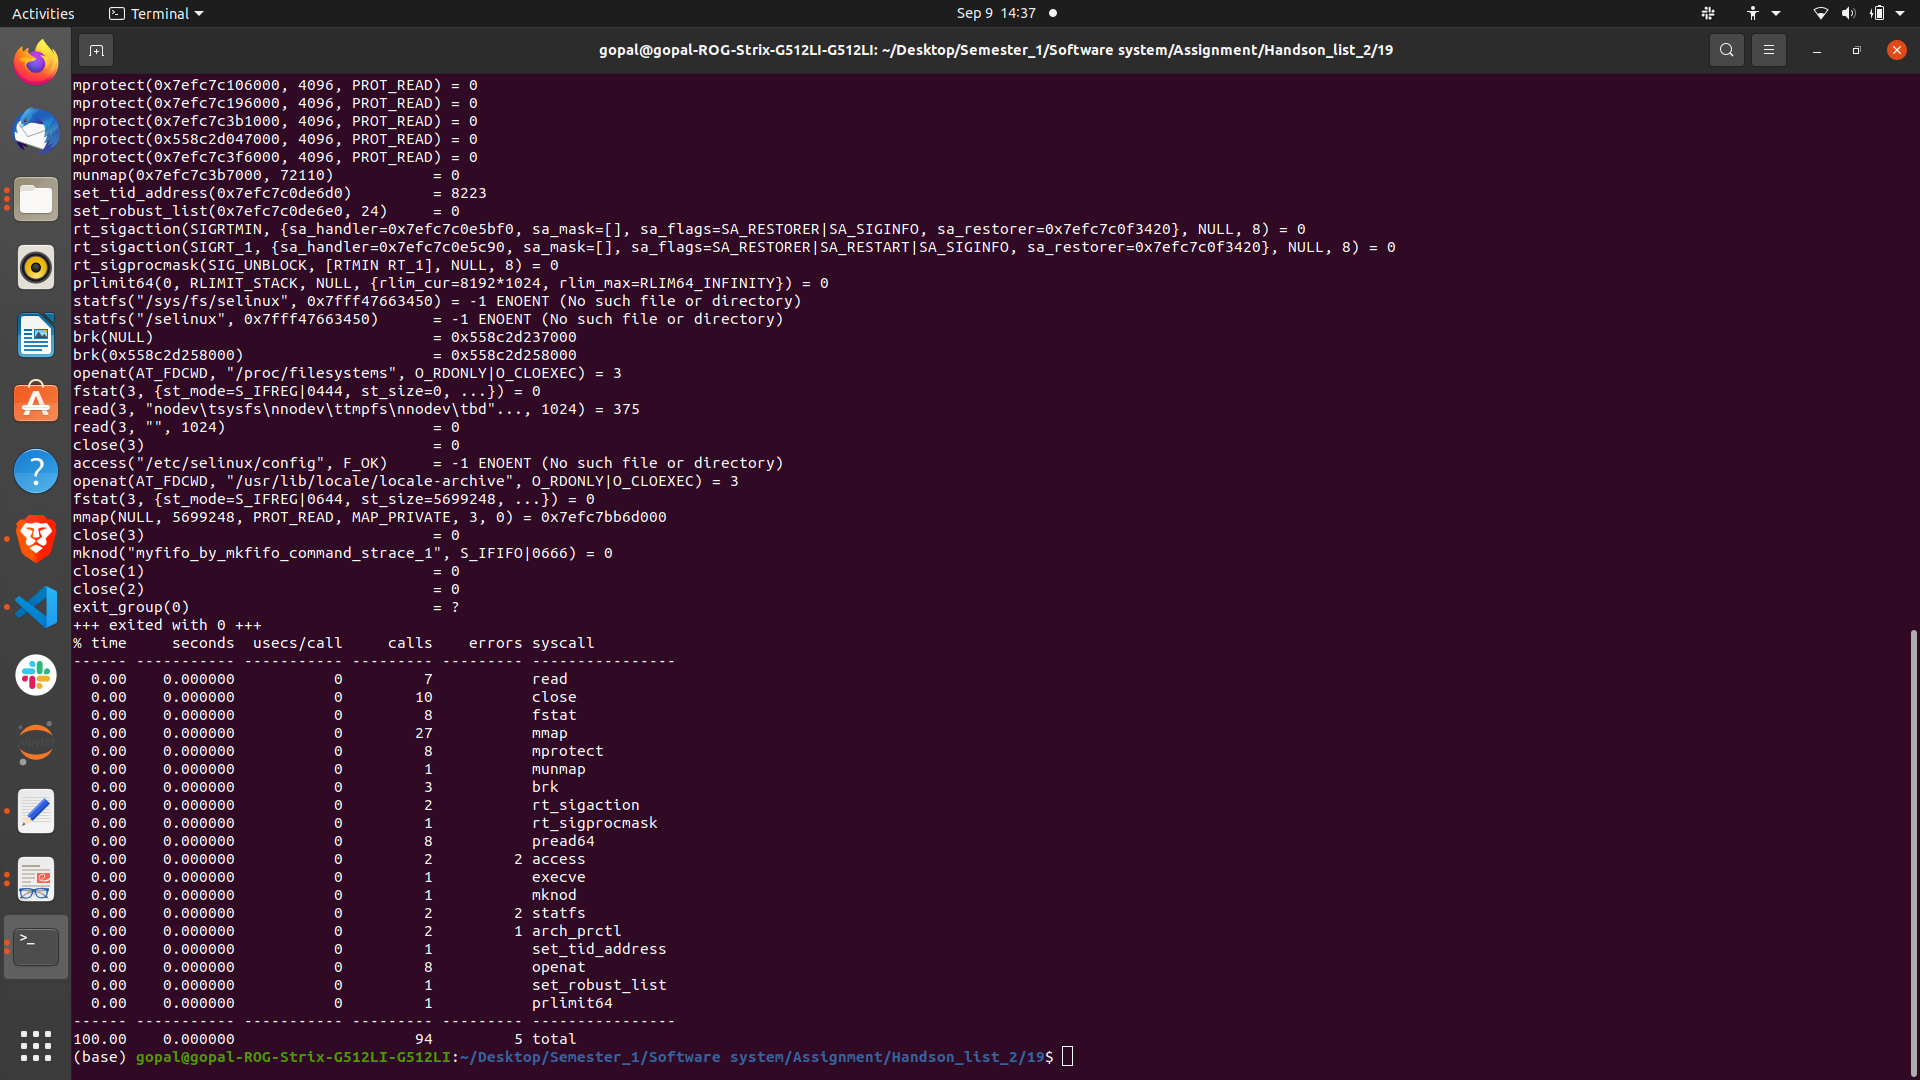 Activities
Terminal
Sep 9 14:37
gopal@gopal-ROG-Strix-G512LI-G512LI: ~/Desktop/Semester_1/Software system/Assignment/Handson_list_2/19
mprotect(0x7efc7c106000, 4096, PROT_READ) = 0
mprotect(0x7efc7c196000, 4096, PROT_READ) = 0
mprotect(0x7efc7c3b1000, 4096, PROT_READ) = 0
mprotect(0x558c2d047000, 4096, PROT_READ) = 0
mprotect(0x7efc7c3f6000, 4096, PROT_READ) = 0
munmap(0x7efc7c3b7000, 72110)           = 0
set_tid_address(0x7efc7c0de6d0)         = 8223
set_robust_list(0x7efc7c0de6e0, 24)     = 0
rt_sigaction(SIGRTMIN, {sa_handler=0x7efc7c0e5bf0, sa_mask=[], sa_flags=SA_RESTORER|SA_SIGINFO, sa_restorer=0x7efc7c0f3420}, NULL, 8) = 0
rt_sigaction(SIGRT_1, {sa_handler=0x7efc7c0e5c90, sa_mask=[], sa_flags=SA_RESTORER|SA_RESTART|SA_SIGINFO, sa_restorer=0x7efc7c0f3420}, NULL, 8) = 0
rt_sigprocmask(SIG_UNBLOCK, [RTMIN RT_1], NULL, 8) = 0
prlimit64(0, RLIMIT_STACK, NULL, {rlim_cur=8192*1024, rlim_max=RLIM64_INFINITY}) = 0
statfs("/sys/fs/selinux", 0x7fff47663450) = -1 ENOENT (No such file or directory)
statfs("/selinux", 0x7fff47663450)      = -1 ENOENT (No such file or directory)
brk(NULL)                               = 0x558c2d237000
brk(0x558c2d258000)                     = 0x558c2d258000
openat(AT_FDCWD, "/proc/filesystems", O_RDONLY|O_CLOEXEC) = 3
fstat(3, {st_mode=S_IFREG|0444, st_size=0, ...}) = 0
read(3, "nodev\tsysfs\nnodev\ttmpfs\nnodev\tbd"..., 1024) = 375
read(3, "", 1024)                       = 0
close(3)                                = 0
access("/etc/selinux/config", F_OK)     = -1 ENOENT (No such file or directory)
openat(AT_FDCWD, "/usr/lib/locale/locale-archive", O_RDONLY|O_CLOEXEC) = 3
fstat(3, {st_mode=S_IFREG|0644, st_size=5699248, ...}) = 0
mmap(NULL, 5699248, PROT_READ, MAP_PRIVATE, 3, 0) = 0x7efc7bb6d000
close(3)                                = 0
mknod("myfifo_by_mkfifo_command_strace_1", S_IFIFO|0666) = 0
close(1)                                = 0
close(2)                                = 0
exit_group(0)                           = ?
+++ exited with 0 +++
% time     seconds  usecs/call     calls    errors syscall
------ ----------- ----------- --------- --------- ----------------
  0.00    0.000000           0         7           read
  0.00    0.000000           0        10           close
  0.00    0.000000           0         8           fstat
  0.00    0.000000           0        27           mmap
  0.00    0.000000           0         8           mprotect
  0.00    0.000000           0         1           munmap
  0.00    0.000000           0         3           brk
  0.00    0.000000           0         2           rt_sigaction
  0.00    0.000000           0         1           rt_sigprocmask
  0.00    0.000000           0         8           pread64
  0.00    0.000000           0         2         2 access
  0.00    0.000000           0         1           execve
  0.00    0.000000           0         1           mknod
  0.00    0.000000           0         2         2 statfs
  0.00    0.000000           0         2         1 arch_prctl
  0.00    0.000000           0         1           set_tid_address
  0.00    0.000000           0         8           openat
  0.00    0.000000           0         1           set_robust_list
  0.00    0.000000           0         1           prlimit64
------ ----------- ----------- --------- --------- ----------------
100.00    0.000000                    94         5 total
(base) gopal@gopal-ROG-Strix-G512LI-G512LI:~/Desktop/Semester_1/Software system/Assignment/Handson_list_2/19$